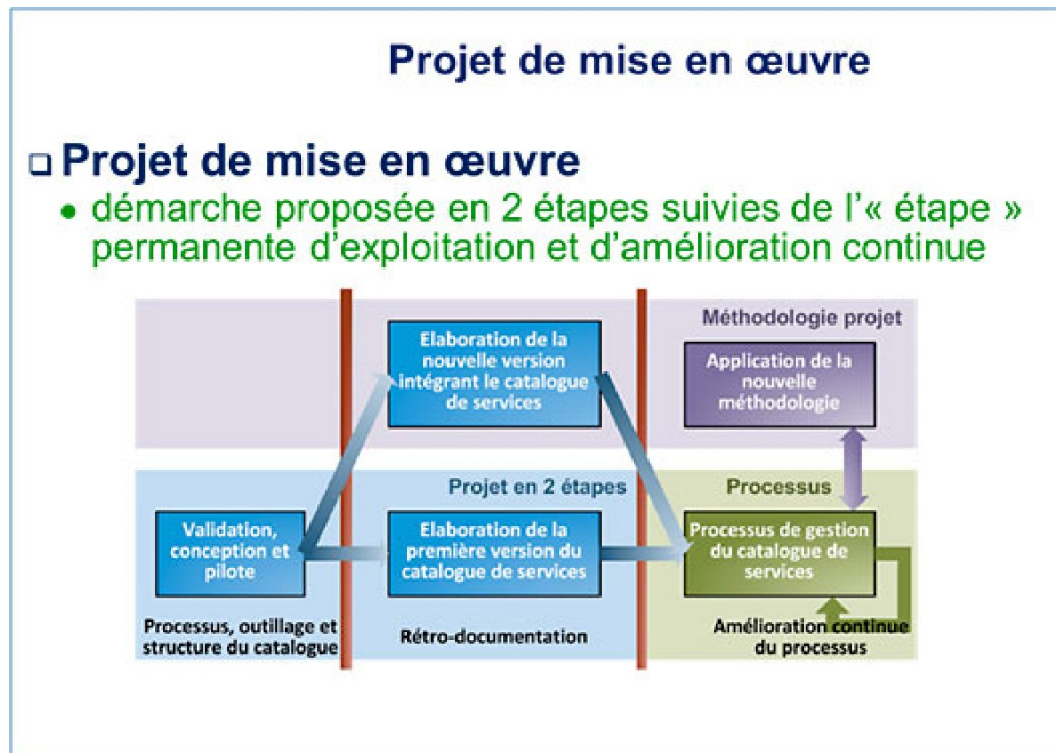 Projet de mise en œuvre
Projet de mise en œuvre
démarche proposée en 2 étapes suivies de l'« étape »
permanente d'exploitation et d'amélioration continue
Méthodologie projet
Elaboration de la
nouvelle version
intégrant le catalogue
de services
Application de la
nouvelle
méthodologie
Projet en 2 étapes
Processus
Validation,
conception et
pilote
Elaboration de la
première version du
catalogue de services
Processus de gestion
du catalogue de
services
Processus, outillage et
structure du catalogue
Rétro-documentation
Amélioration continue
du processus